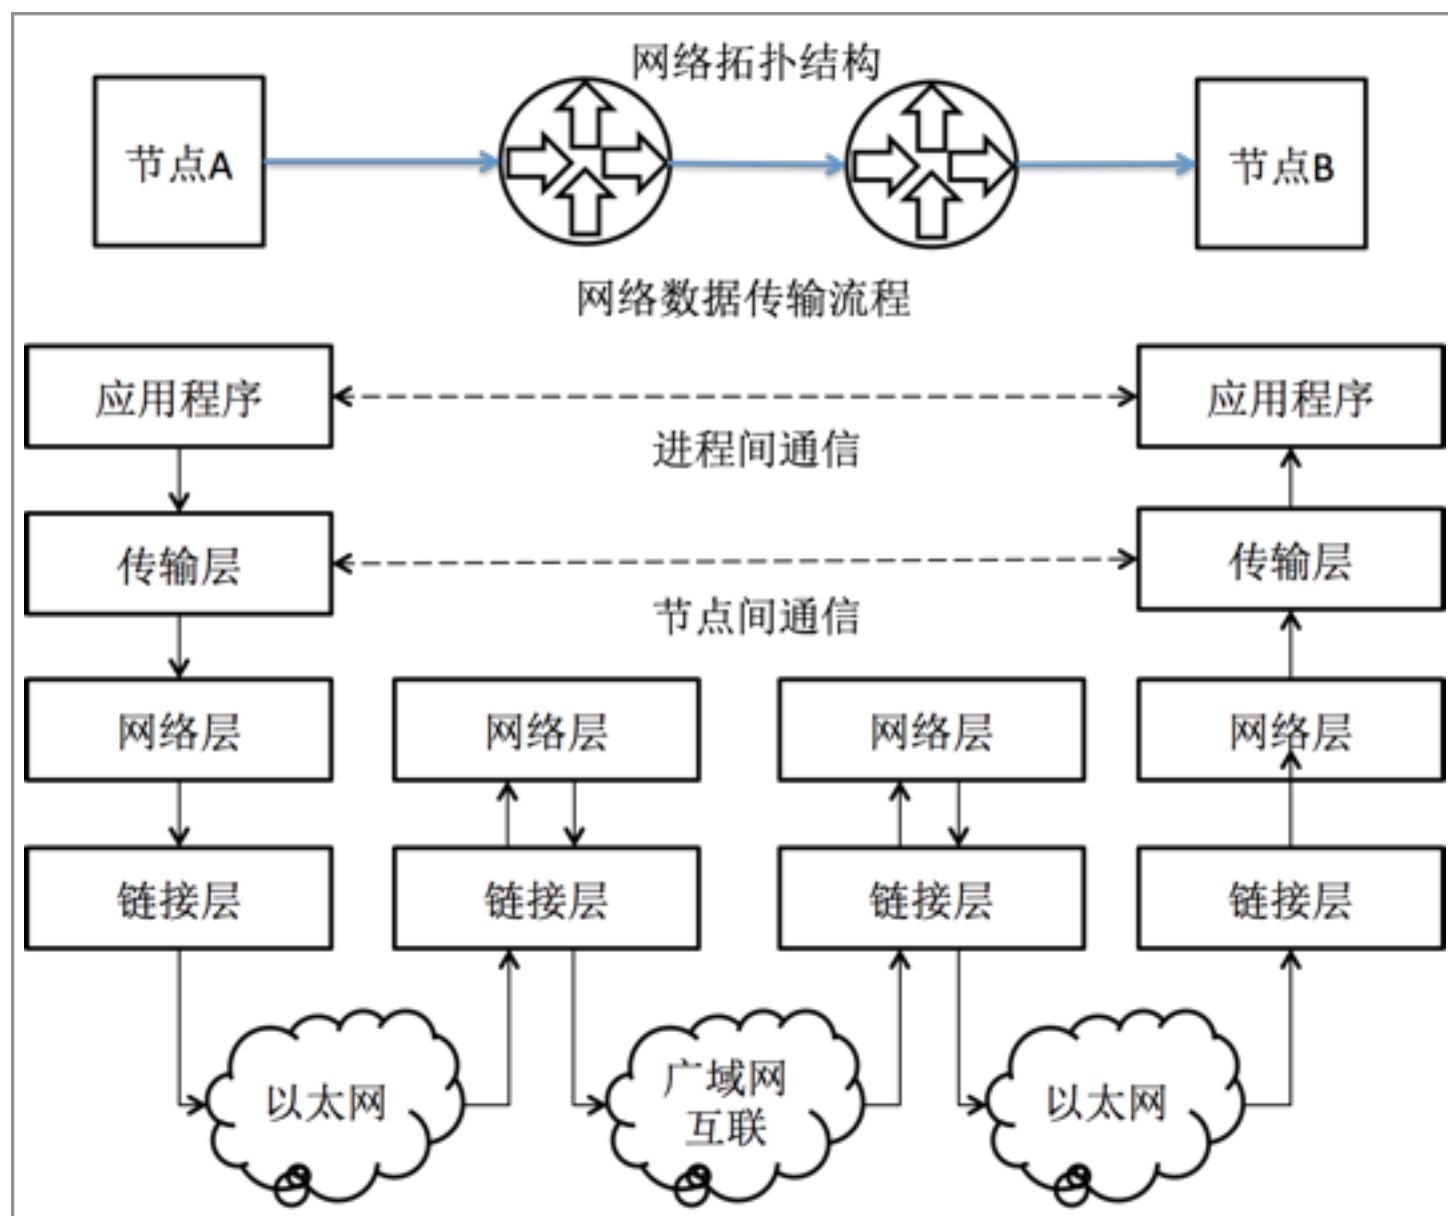 网络拓扑结构
节点A
节点B
网络数据传输流程
应用程序
应用程序
进程间通信
传输层
传输层
节点间通信
网络层
网络层
网络层
网络层
链接层
链接层
链接层
链接层
以太网
广域网
互联
以太网